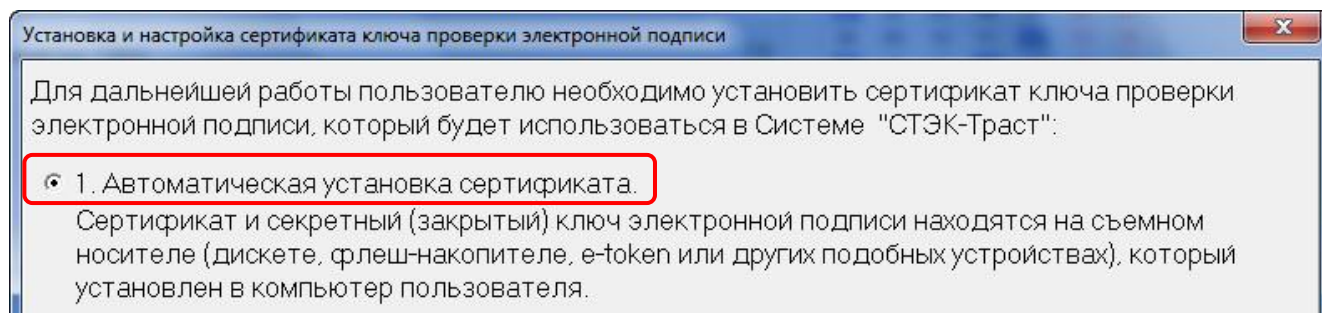 Установка и настройка сертификата ключа проверки электронной подписи
Для дальнейшей работы пользователю необходимо установить сертификат ключа проверки
электронной подписи, который будет использоваться в Системе "СТЭК-Траст":
1. Автоматическая установка сертификата.
Сертификат и секретный (закрытый) ключ электронной подписи находятся на съемном
носителе (дискете, флеш-накопителе, e-token или других подобных устройствах), который
установлен в компьютер пользователя.